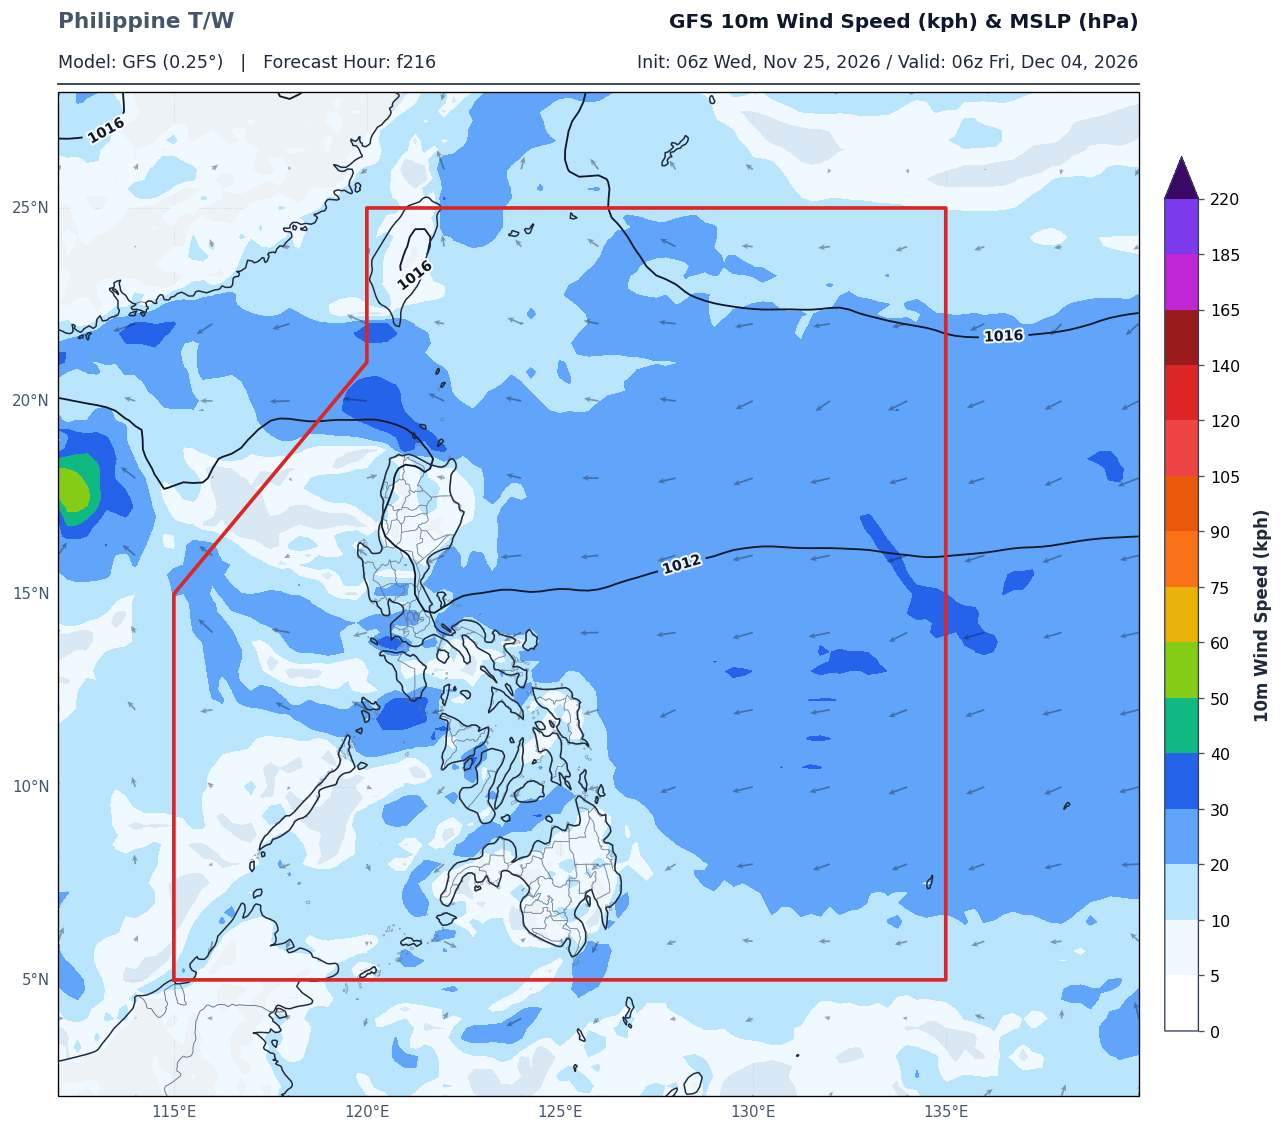 Philippine T/W
GFS 10m Wind Speed (kph) & MSLP (hPa)
Model: GFS (0.25°)   |   Forecast Hour: f216
Init: 06z Wed, Nov 25, 2026 / Valid: 06z Fri, Dec 04, 2026
1016
1016
1016
1012
25°N
20°N
15°N
10°N
5°N
115°E
120°E
125°E
130°E
135°E
220
185
165
140
120
105
90
75
60
50
40
30
20
10
5
0
10m Wind Speed (kph)